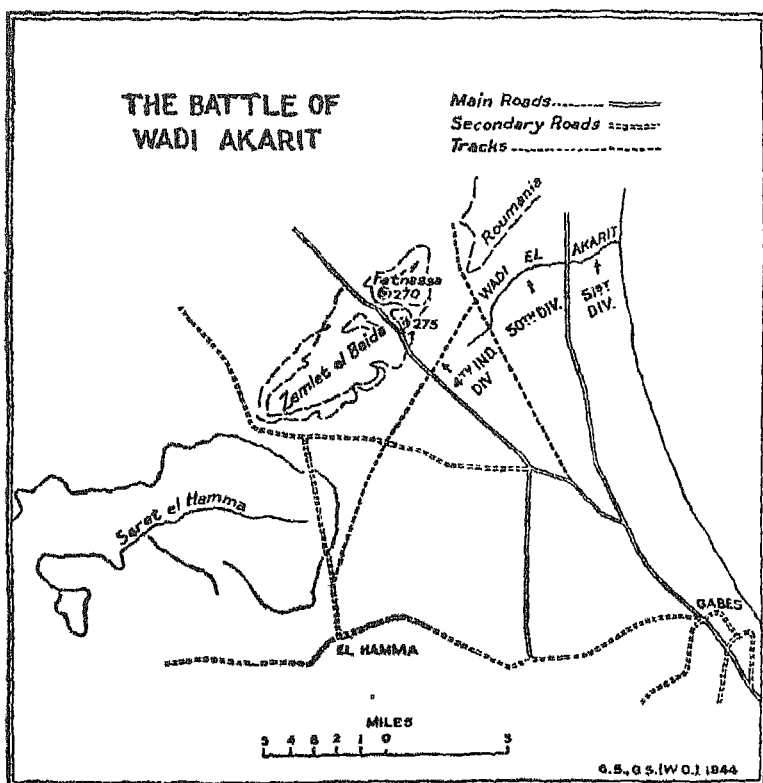 THE BATTLE OF
WADI AKARIT
Main Roads
Secondary Roads
Tracks
Roumania
WADI EL AKARIT
Fatnassa
270
275
Zemlet el Beida
4TH IND.
DIV
50TH DIV.
51ST
DIV.
Seret el Hamma
GABES
EL HAMMA
MILES
5 4 3 2 1 0 5
G.S., G.S.(W.O.) 1944